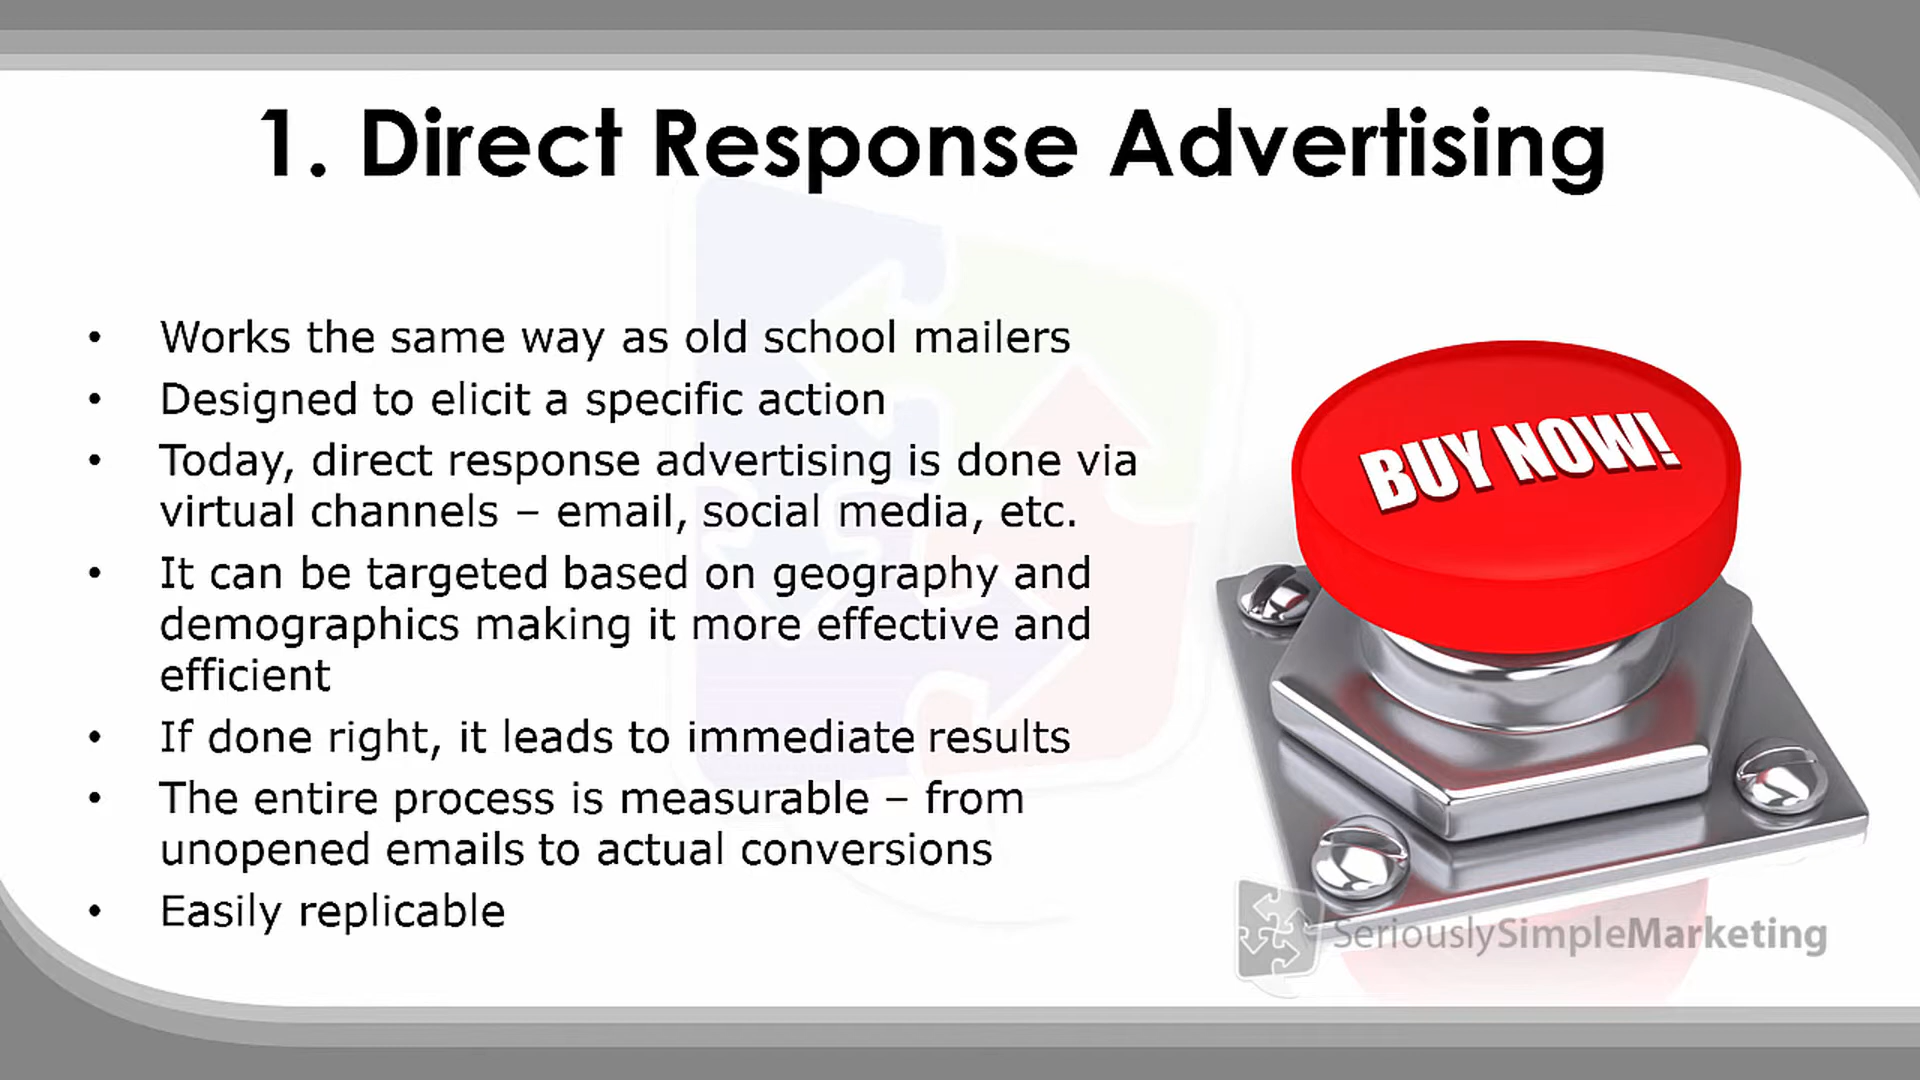 1. Direct Response Advertising
• Works the same way as old school mailers
• Designed to elicit a specific action
• Today, direct response advertising is done via
virtual channels – email, social media, etc.
• It can be targeted based on geography and
demographics making it more effective and
efficient
• If done right, it leads to immediate results
• The entire process is measurable – from
unopened emails to actual conversions
• Easily replicable
BUY NOW!
SeriouslySimpleMarketing